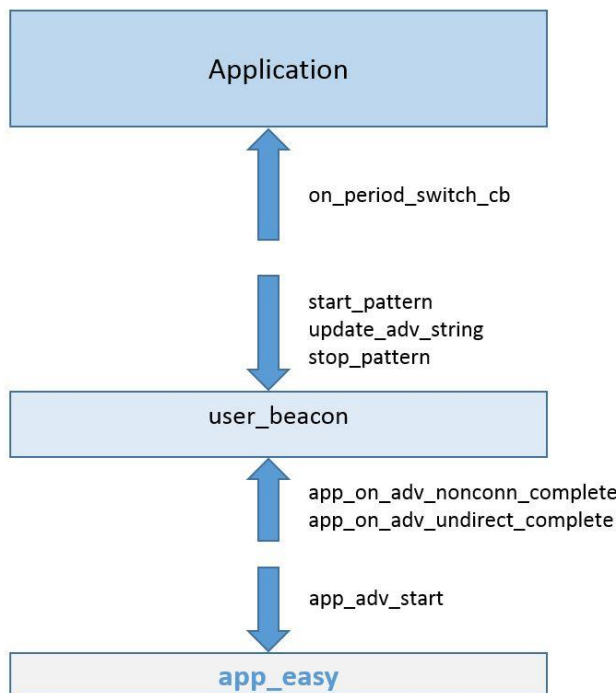 Application
on_period_switch_cb
start_pattern
update_adv_string
stop_pattern
user_beacon
app_on_adv_nonconn_complete
app_on_adv_undirect_complete
app_adv_start
app_easy